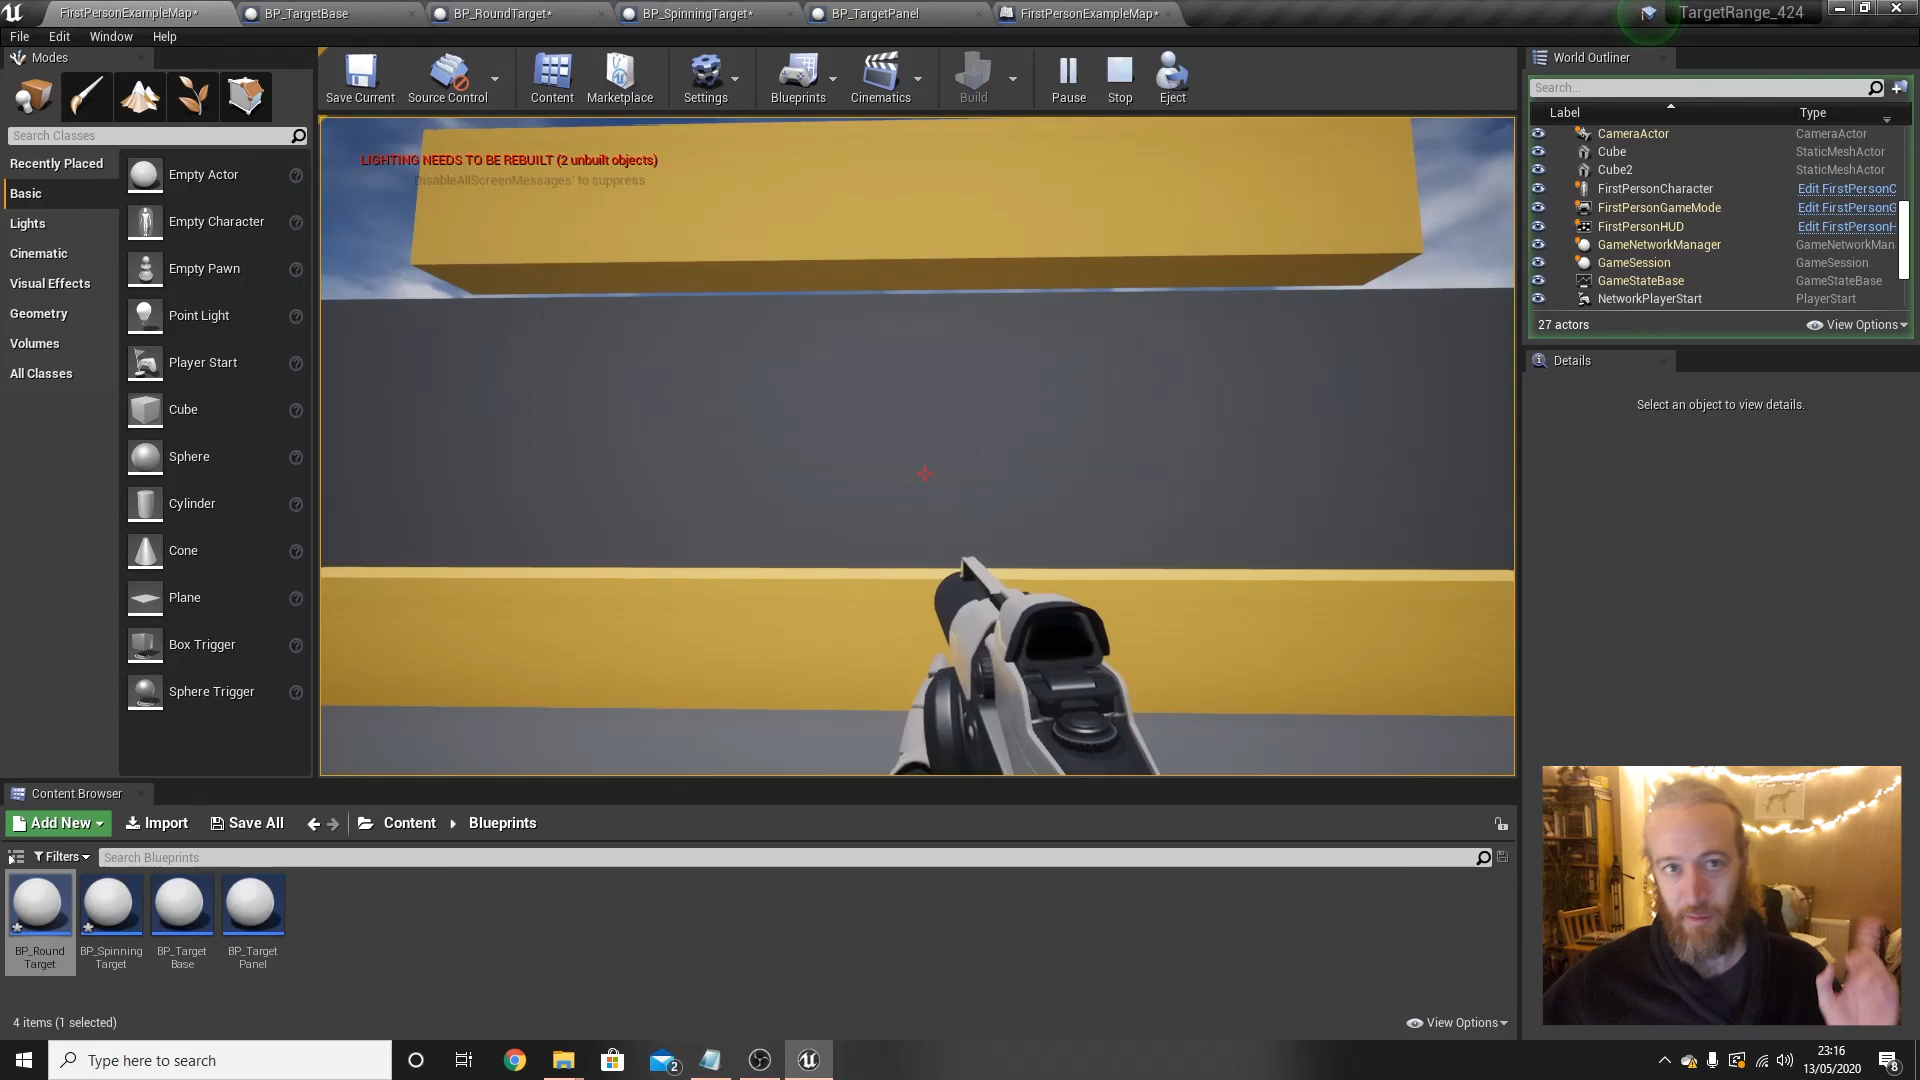 FirstPersonExampleMap*
BP_TargetBase
BP_RoundTarget*
BP_SpinningTarget*
BP_TargetPanel
FirstPersonExampleMap*
TargetRange_424
File
Edit
Window
Help
Modes
Search Classes
Recently Placed
Basic
Lights
Cinematic
Visual Effects
Geometry
Volumes
All Classes
Empty Actor
Empty Character
Empty Pawn
Point Light
Player Start
Cube
Sphere
Cylinder
Cone
Plane
Box Trigger
Sphere Trigger
Save Current
Source Control
Content
Marketplace
Settings
Blueprints
Cinematics
Build
Pause
Stop
Eject
LIGHTING NEEDS TO BE REBUILT (2 unbuilt objects)
'DisableAllScreenMessages' to suppress
World Outliner
Search...
Label
Type
CameraActor
CameraActor
Cube
StaticMeshActor
Cube2
StaticMeshActor
FirstPersonCharacter
Edit FirstPersonC
FirstPersonGameMode
Edit FirstPersonG
FirstPersonHUD
Edit FirstPersonH
GameNetworkManager
GameNetworkMan
GameSession
GameSession
GameStateBase
GameStateBase
NetworkPlayerStart
PlayerStart
27 actors
View Options
Details
Select an object to view details.
Content Browser
Add New
Import
Save All
Content
Blueprints
Filters
Search Blueprints
BP_Round
Target
BP_Spinning
Target
BP_Target
Base
BP_Target
Panel
4 items (1 selected)
View Options
Type here to search
2
23:16
13/05/2020
8